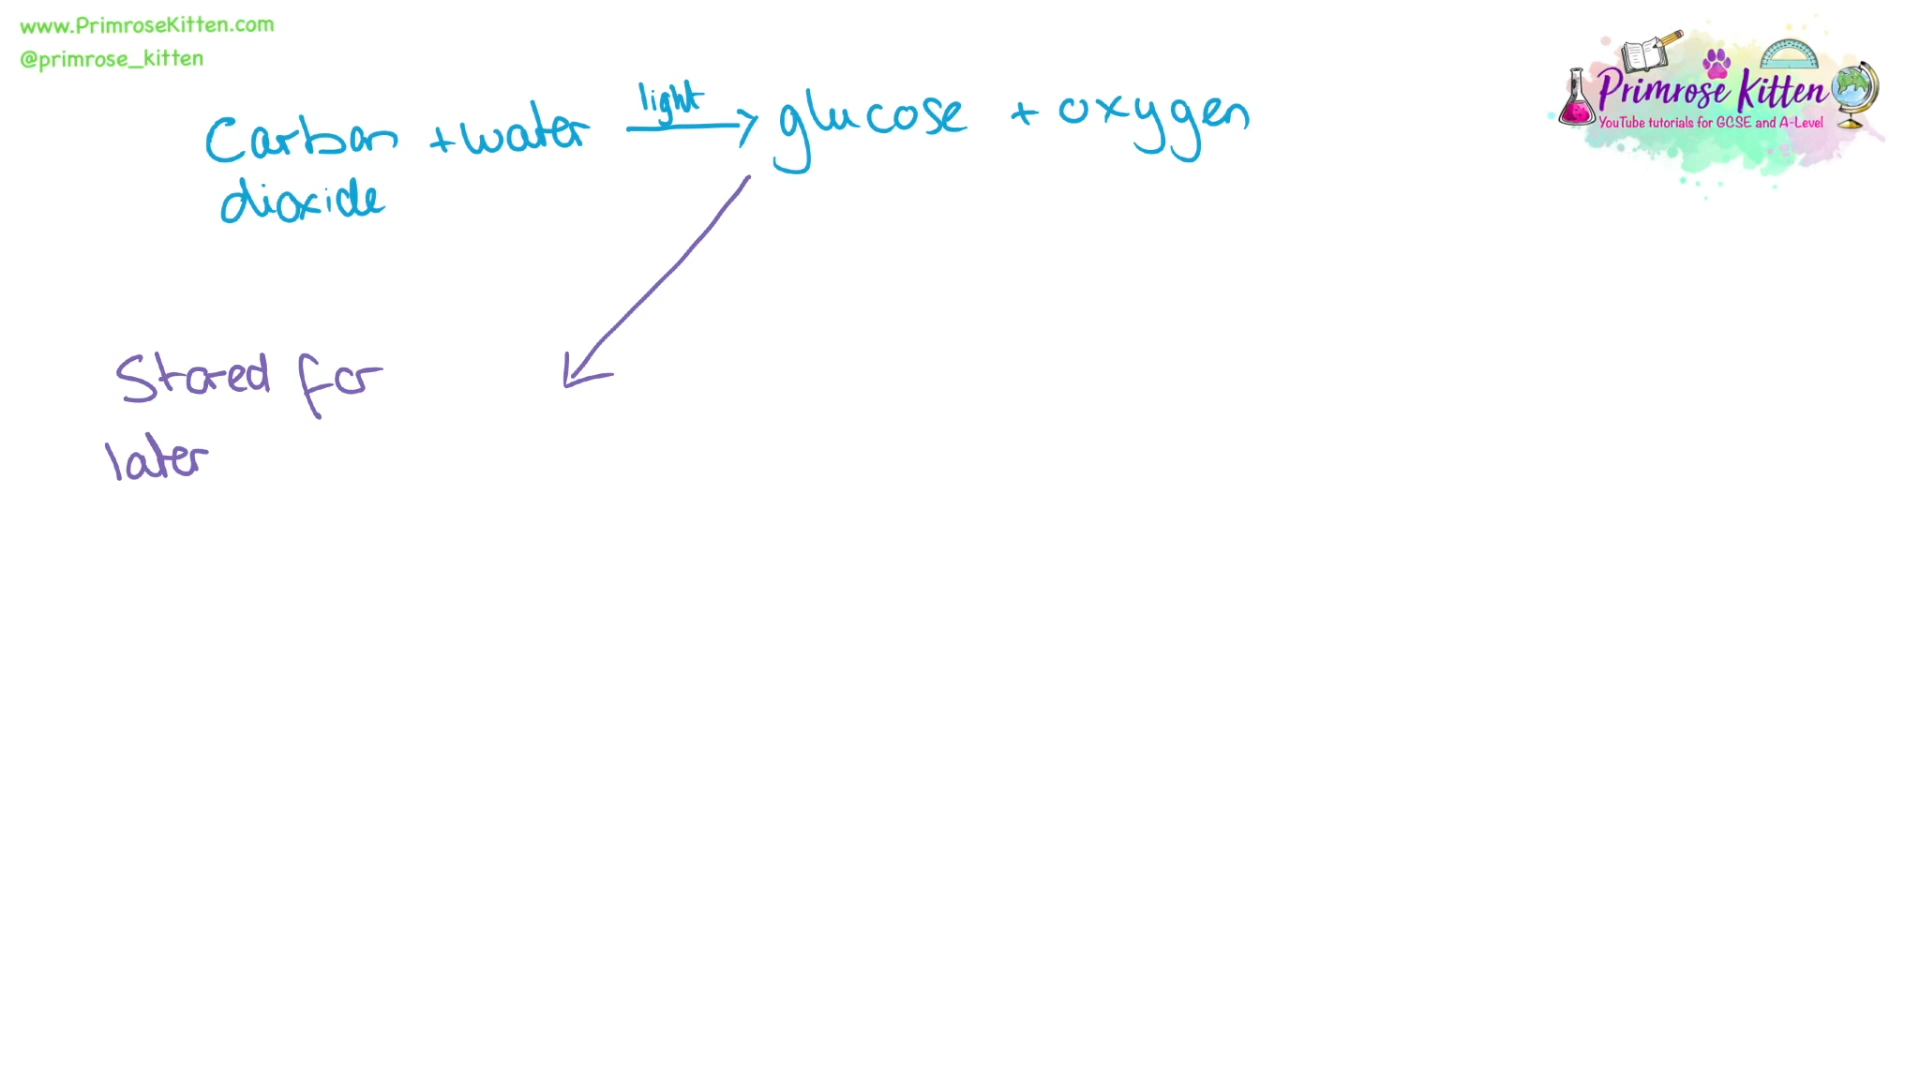 www.PrimroseKitten.com
@primrose_kitten
Primrose Kitten
YouTube tutorials for GCSE and A-Level
light
Carbon + water → glucose + oxygen
dioxide
Stored for
later